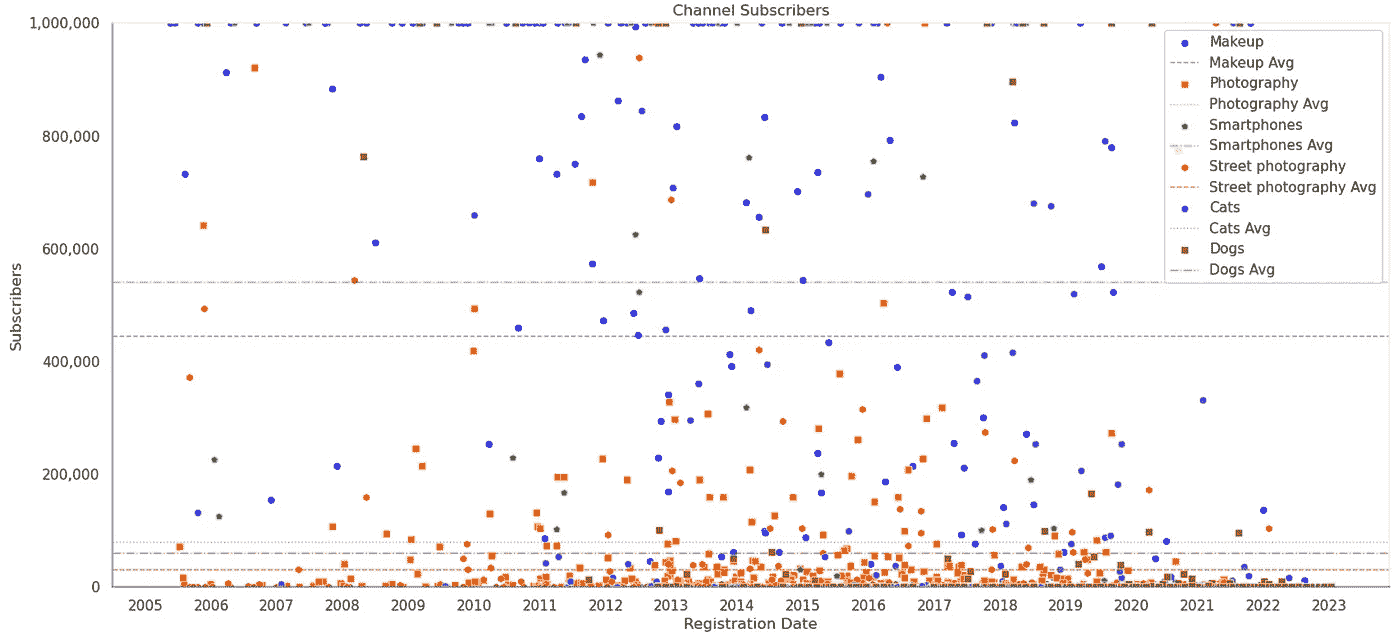 Channel Subscribers
1,000,000
800,000
600,000
400,000
200,000
0
Subscribers
Makeup
Makeup Avg
Photography
Photography Avg
Smartphones
Smartphones Avg
Street photography
Street photography Avg
Cats
Cats Avg
Dogs
Dogs Avg
2005 2006 2007 2008 2009 2010 2011 2012 2013 2014 2015 2016 2017 2018 2019 2020 2021 2022 2023
Registration Date